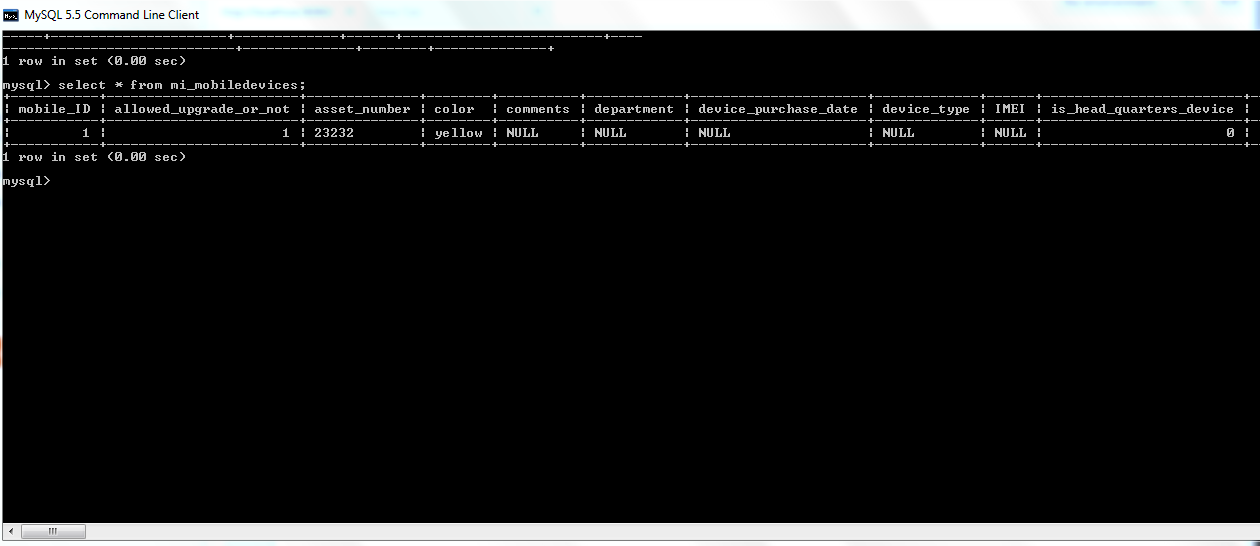 MySQL 5.5 Command Line Client
-----+----------------------+-------------+------+-------------------------+----
-----------------------------+--------------+--------+--------------+
1 row in set (0.00 sec)
mysql> select * from mi_mobiledevices;
| mobile_ID | allowed_upgrade_or_not | asset_number | color | comments | department | device_purchase_date | device_type | IMEI | is_head_quarters_device |
| 1 | 1 | 23232 | yellow | NULL | NULL | NULL | NULL | NULL | 0 |
1 row in set (0.00 sec)
mysql>